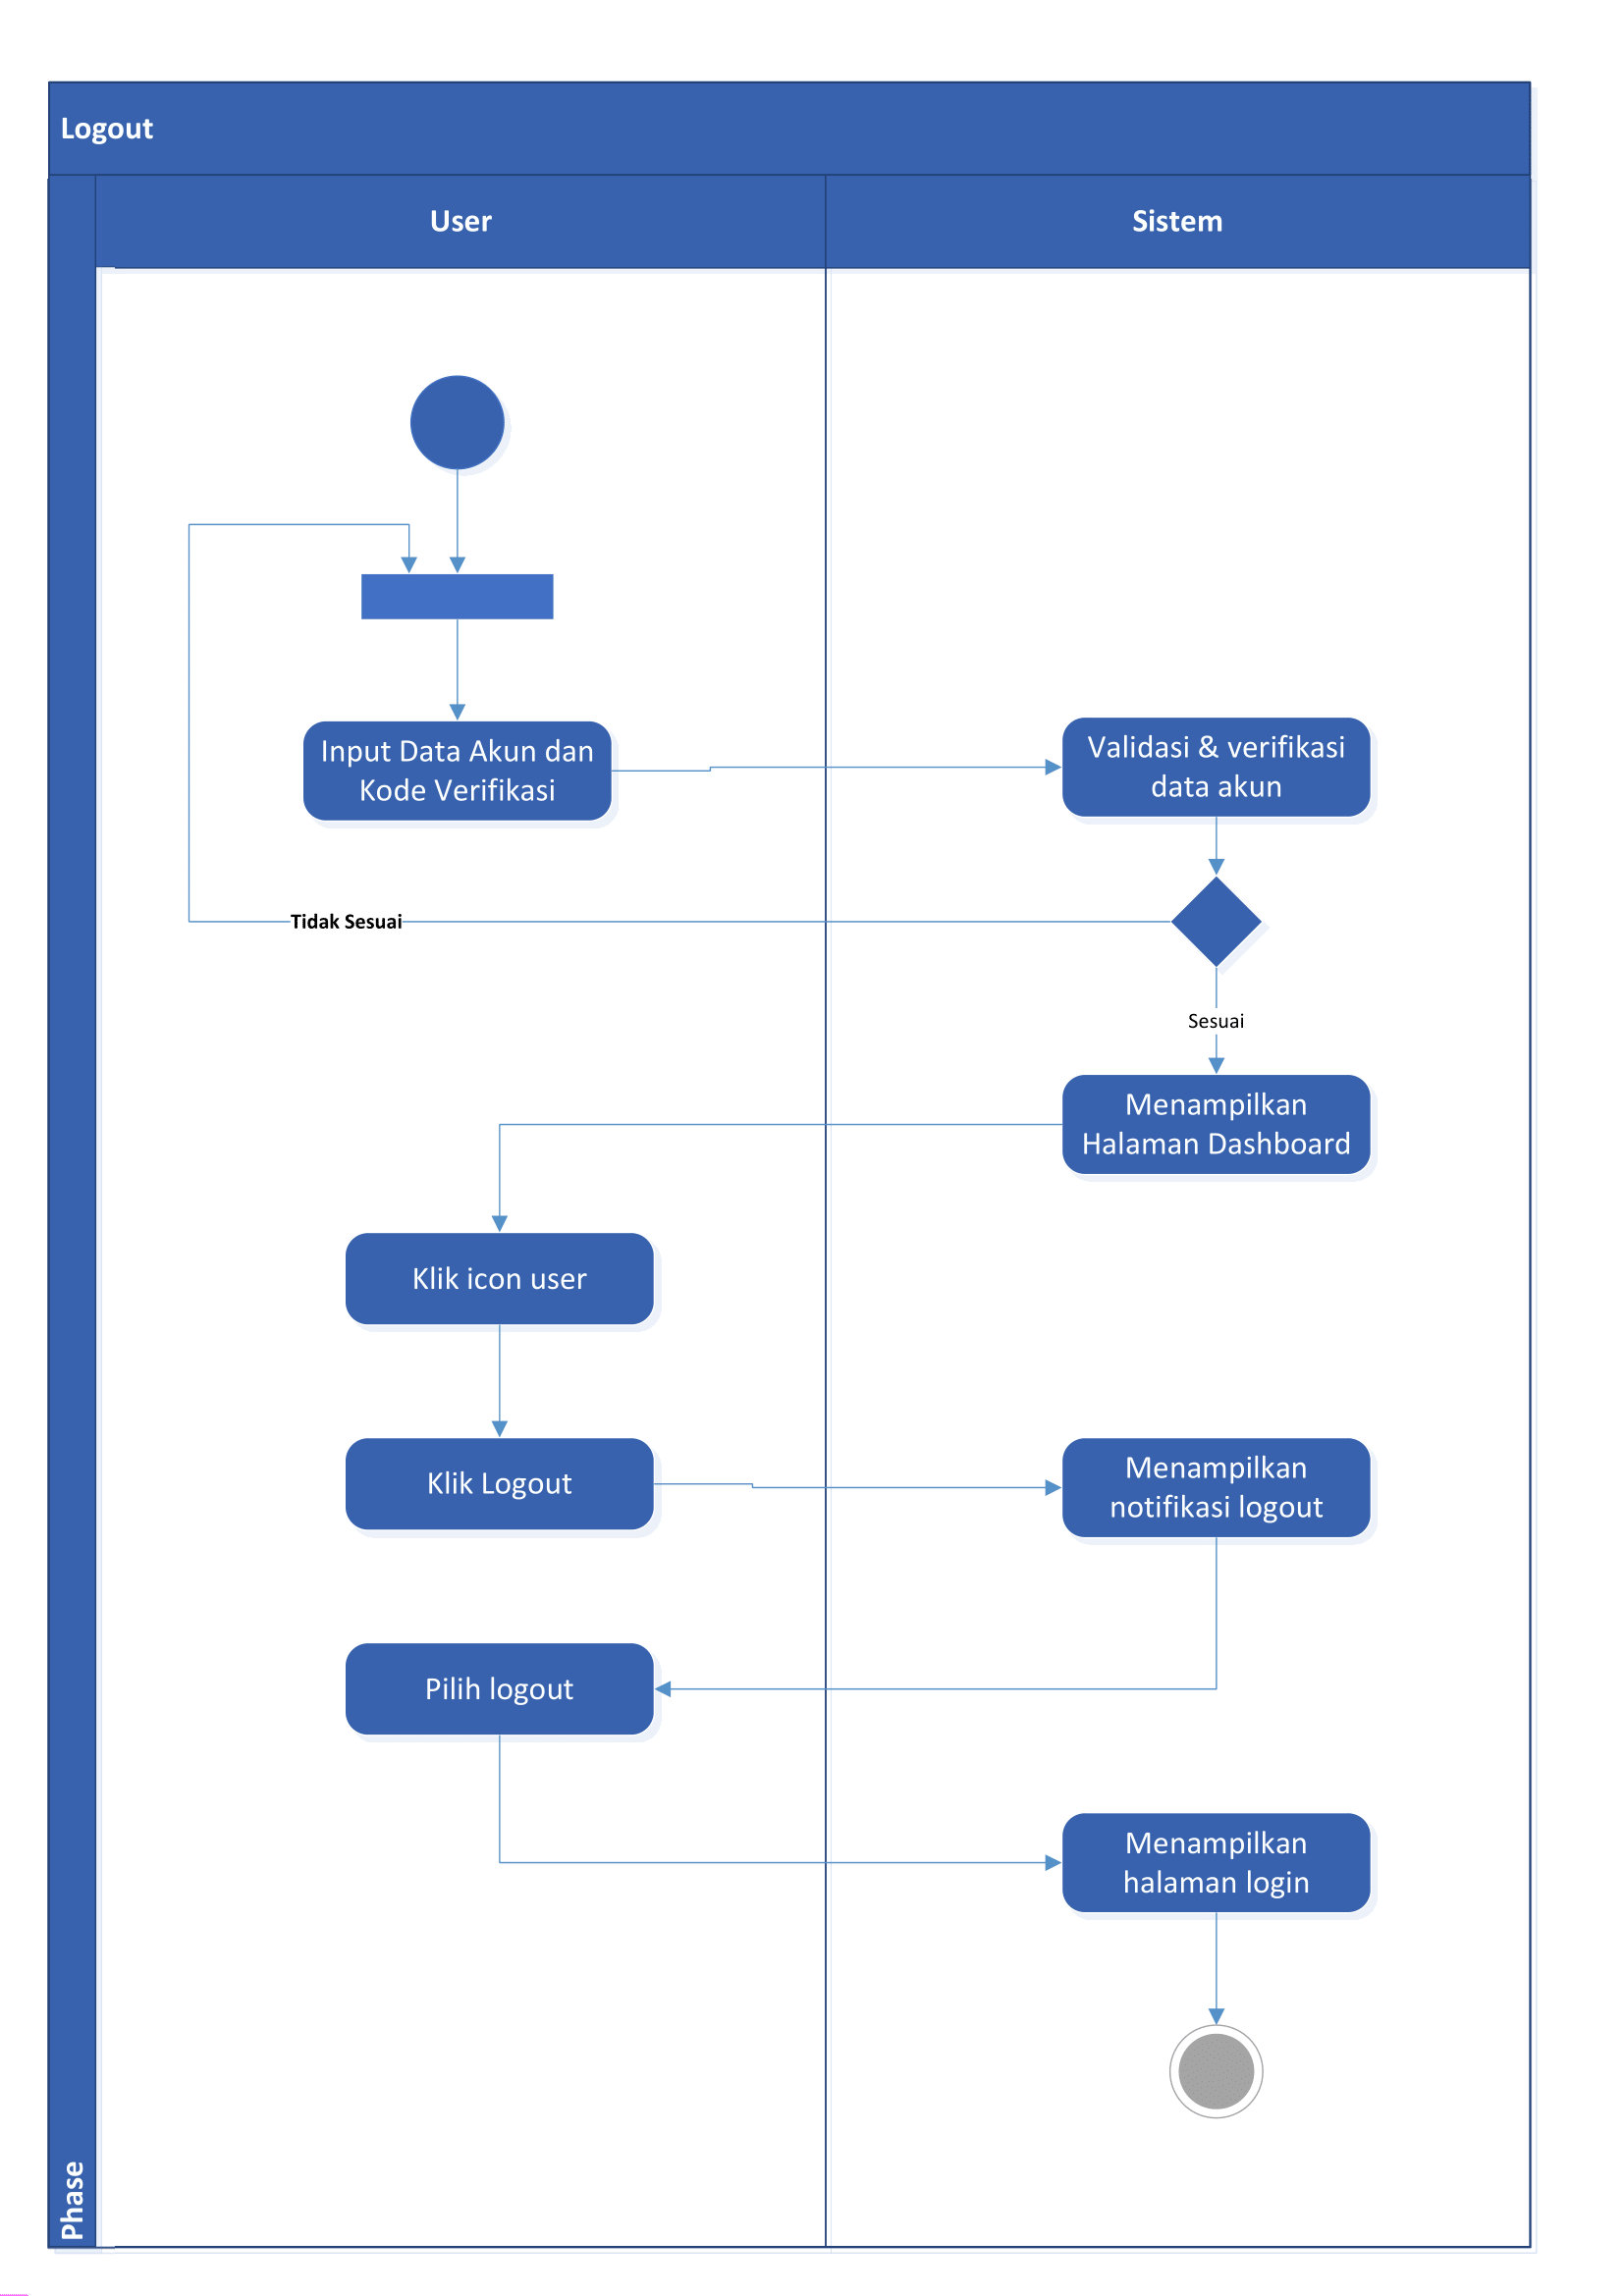 Logout
User
Sistem
Input Data Akun dan
Kode Verifikasi
Validasi & verifikasi
data akun
Tidak Sesuai
Sesuai
Menampilkan
Halaman Dashboard
Klik icon user
Klik Logout
Menampilkan
notifikasi logout
Pilih logout
Menampilkan
halaman login
Phase